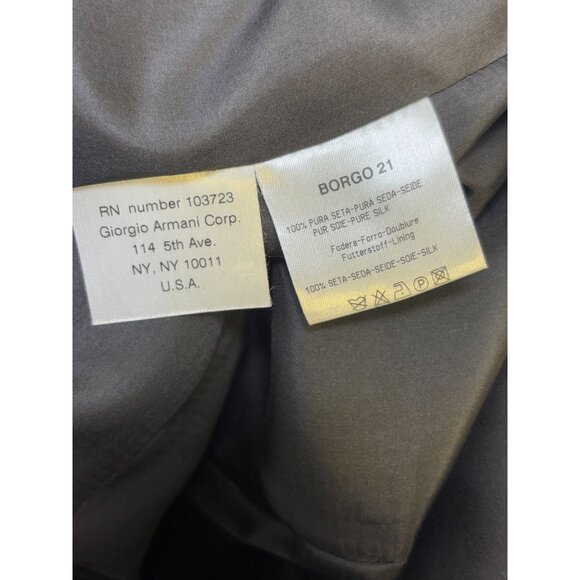 RN number 103723
Giorgio Armani Corp.
114 5th Ave.
NY, NY 10011
U.S.A.
BORGO 21
100% PURA SETA-PURA SEDA-SEIDE
PUR SOIE-PURE SILK
Fodera-Forro-Doublure
Futterstoff-Lining
100% SETA-SEDA-SEIDE-SOIE-SILK
P